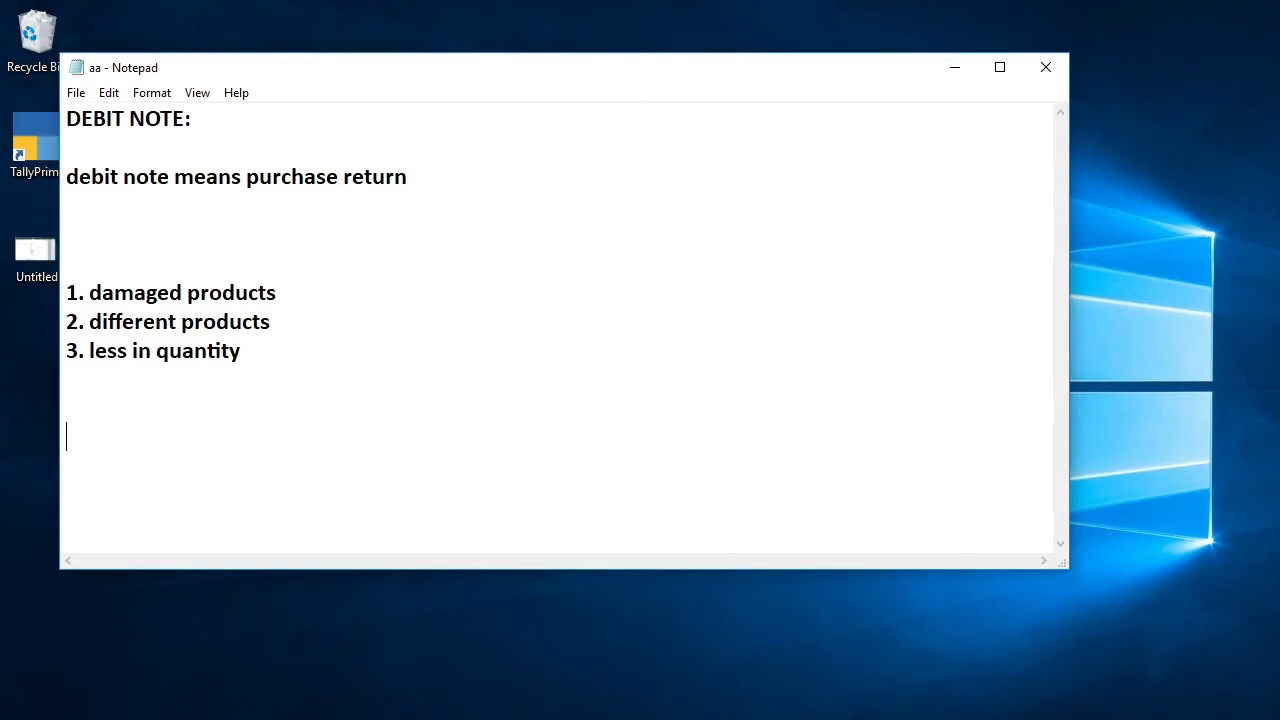 Recycle Bi
aa - Notepad
File Edit Format View Help
DEBIT NOTE:
TallyPrim
debit note means purchase return
Untitled
1. damaged products
2. different products
3. less in quantity